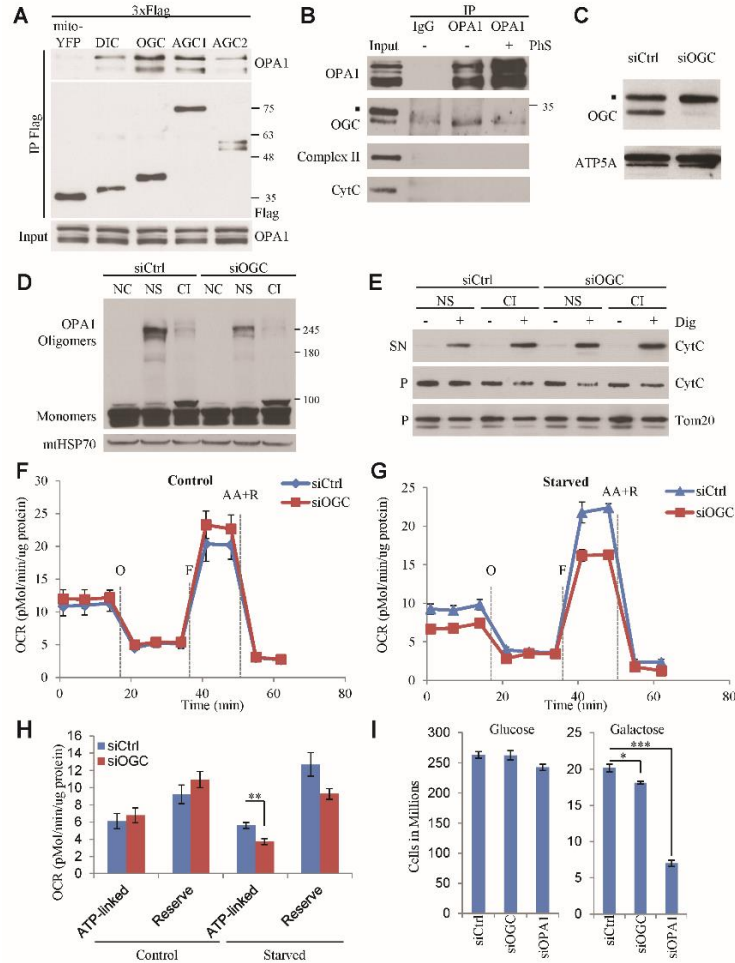 A
3xFlag
mito-
YFP DIC OGC AGC1 AGC2
OPA1
IP Flag
75
63
48
35
Flag
Input OPA1
B
IP
IgG OPA1 OPA1
Input - - + PhS
OPA1
35
OGC
Complex II
CytC
C
siCtrl siOGC
OGC
ATP5A
D
siCtrl siOGC
NC NS CI NC NS CI
OPA1
Oligomers
245
180
100
Monomers
mtHSP70
E
siCtrl siOGC
NS CI NS CI
- + - + - + - + Dig
SN CytC
P CytC
P Tom20
F
Control
siCtrl
siOGC
AA+R
O
F
OCR (pMol/min/ug protein)
30
25
20
15
10
5
0
0 20 40 60 80
Time (min)
G
Starved
siCtrl
siOGC
AA+R
O
F
OCR (pMol/min/ug protein)
25
20
15
10
5
0
0 20 40 60 80
Time (min)
H
siCtrl
siOGC
OCR (pMol/min/ug protein)
16
14
12
10
8
6
4
2
0
**
ATP-linked Reserve ATP-linked Reserve
Control Starved
I
Glucose
Cells in Millions
300
250
200
150
100
50
0
siCtrl siOGC siOPA1
Galactose
***
*
25
20
15
10
5
0
siCtrl siOGC siOPA1